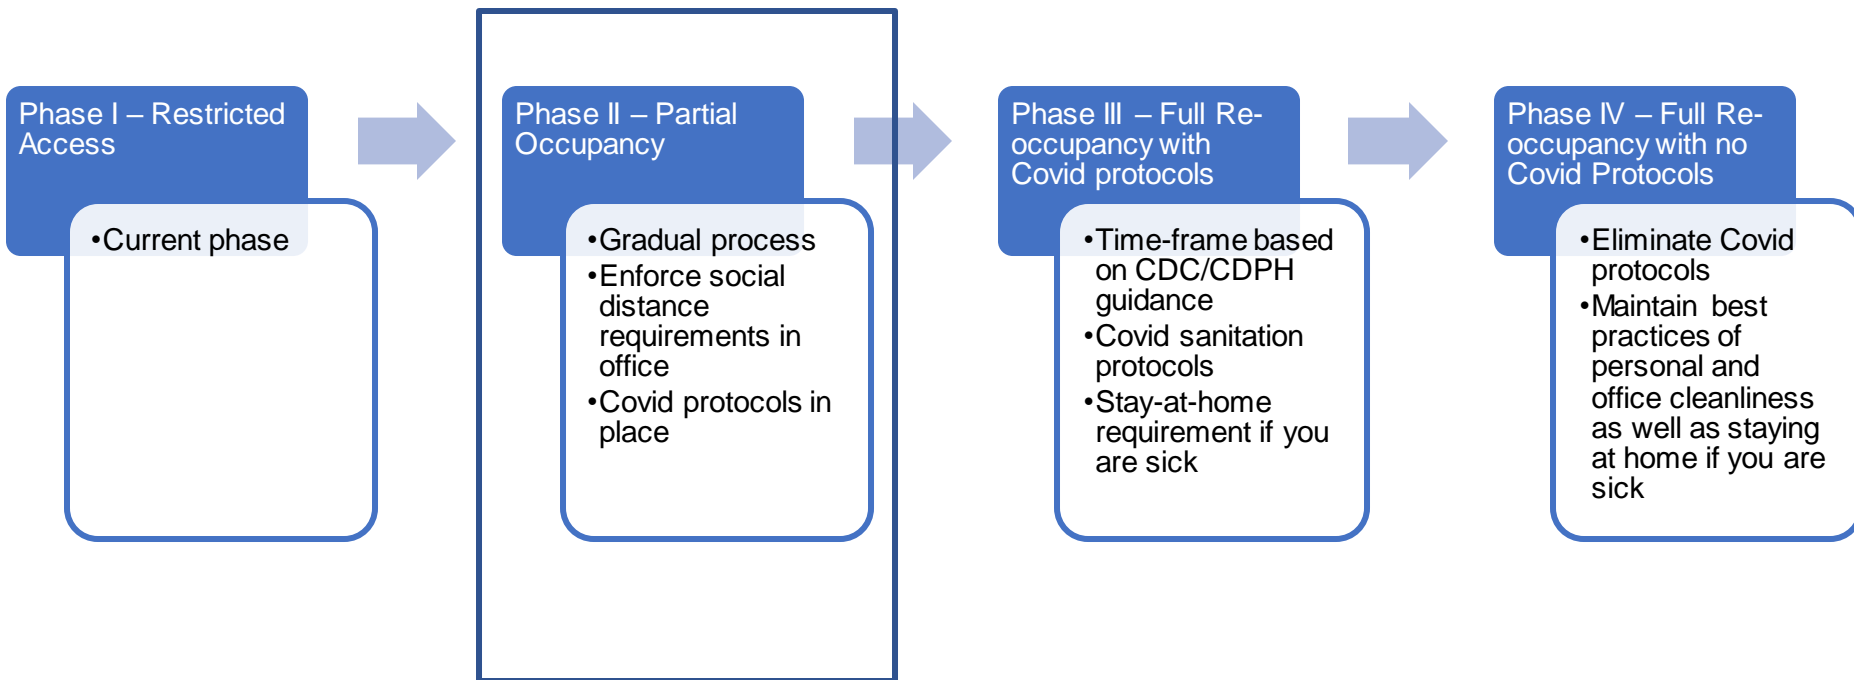 Phase I – Restricted
Access
•Current phase
Phase II – Partial
Occupancy
•Gradual process
•Enforce social
distance
requirements in
office
•Covid protocols in
place
Phase III – Full Re-
occupancy with
Covid protocols
•Time-frame based
on CDC/CDPH
guidance
•Covid sanitation
protocols
•Stay-at-home
requirement if you
are sick
Phase IV – Full Re-
occupancy with no
Covid Protocols
•Eliminate Covid
protocols
•Maintain best
practices of
personal and
office cleanliness
as well as staying
at home if you are
sick